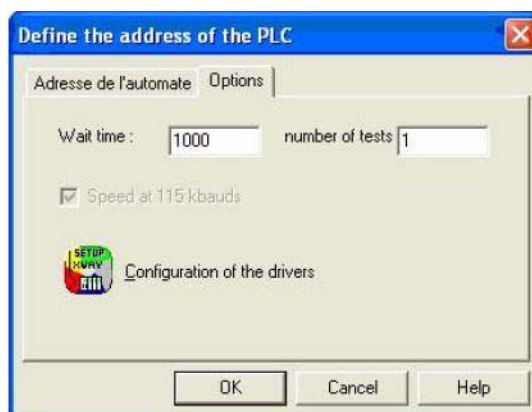 Define the address of the PLC
Adresse de l'automate Options
Wait time : 1000 number of tests 1
Speed at 115 kbauds
SETUP
XWAY
Configuration of the drivers
OK Cancel Help